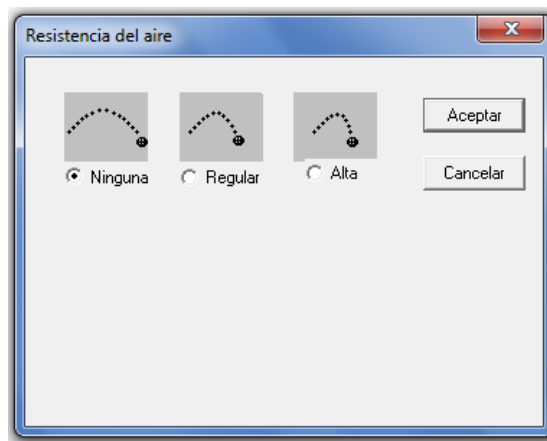 Resistencia del aire
Aceptar
Ninguna
Regular
Alta
Cancelar